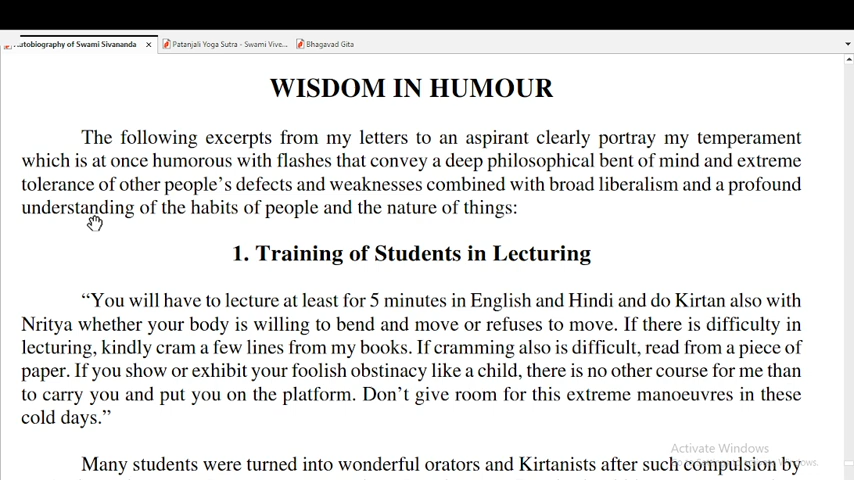 utobiography of Swami Sivananda
Patanjali Yoga Sutra - Swami Vive...
Bhagavad Gita
WISDOM IN HUMOUR
The following excerpts from my letters to an aspirant clearly portray my temperament
which is at once humorous with flashes that convey a deep philosophical bent of mind and extreme
tolerance of other people’s defects and weaknesses combined with broad liberalism and a profound
understanding of the habits of people and the nature of things:
1. Training of Students in Lecturing
“You will have to lecture at least for 5 minutes in English and Hindi and do Kirtan also with
Nritya whether your body is willing to bend and move or refuses to move. If there is difficulty in
lecturing, kindly cram a few lines from my books. If cramming also is difficult, read from a piece of
paper. If you show or exhibit your foolish obstinacy like a child, there is no other course for me than
to carry you and put you on the platform. Don’t give room for this extreme manoeuvres in these
cold days.”
Activate Windows
Many students were turned into wonderful orators and Kirtanists after such compulsion by